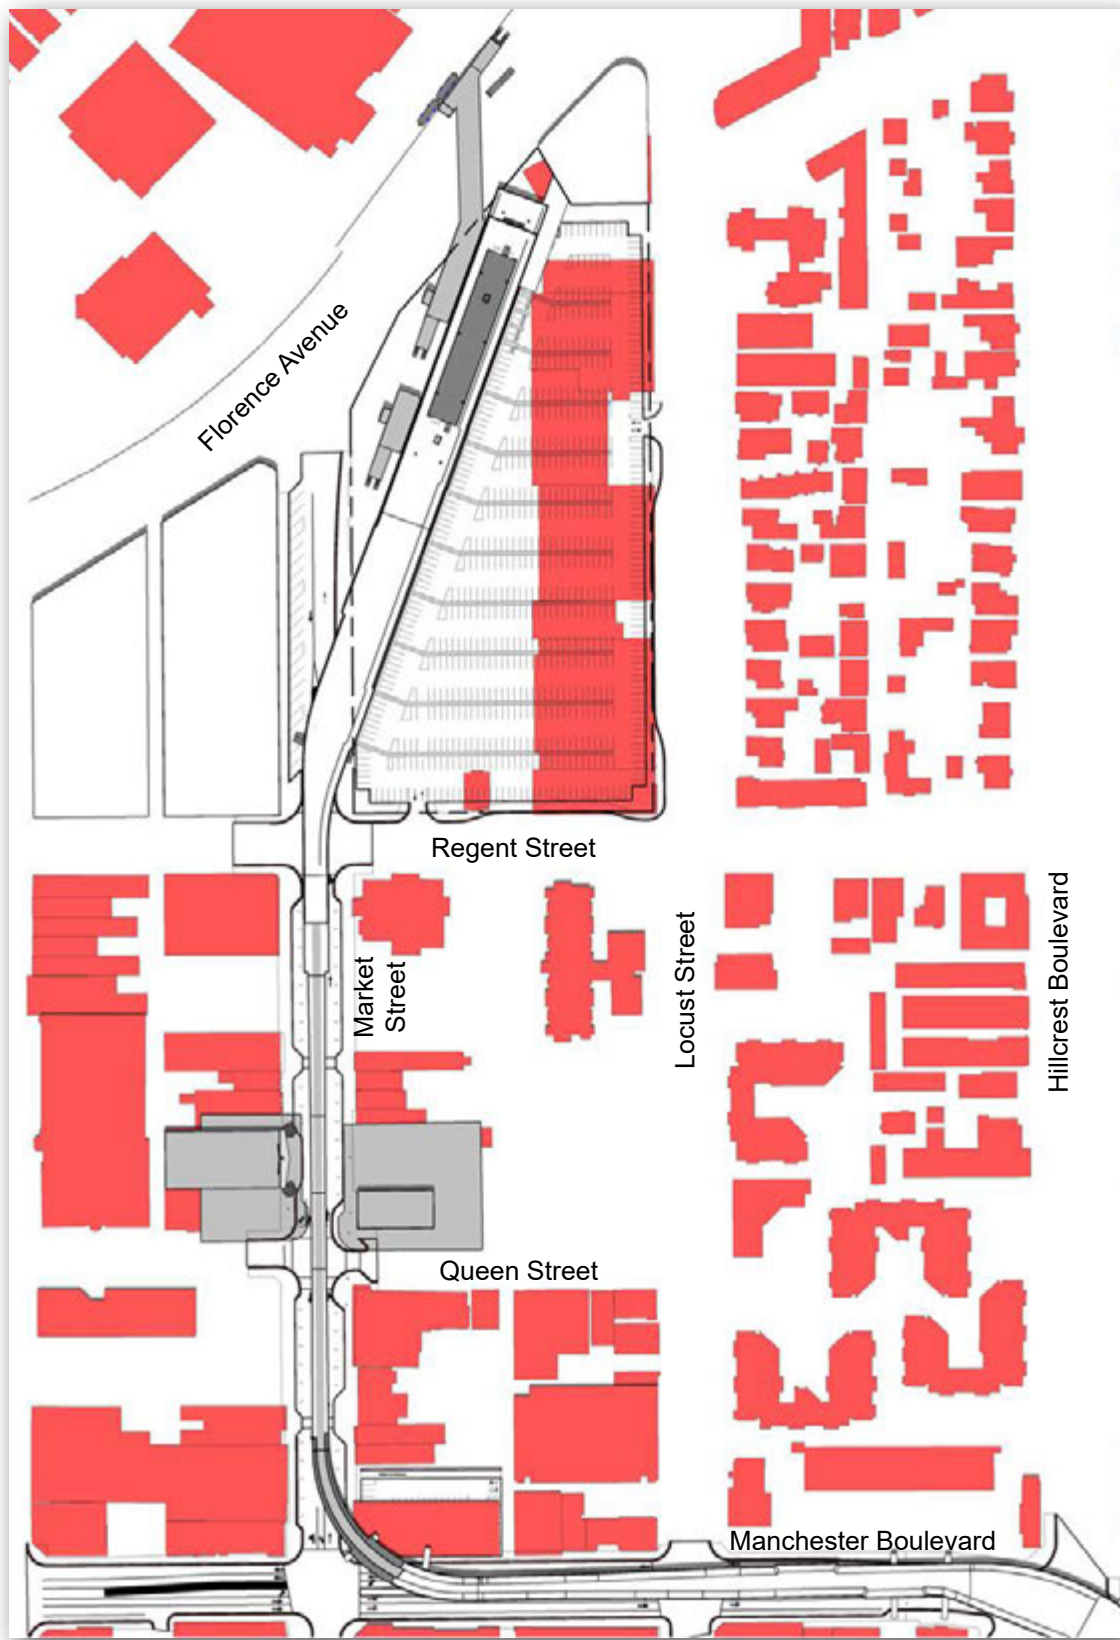 Florence Avenue
Regent Street
Market
Street
Locust Street
Hillcrest Boulevard
Queen Street
Manchester Boulevard